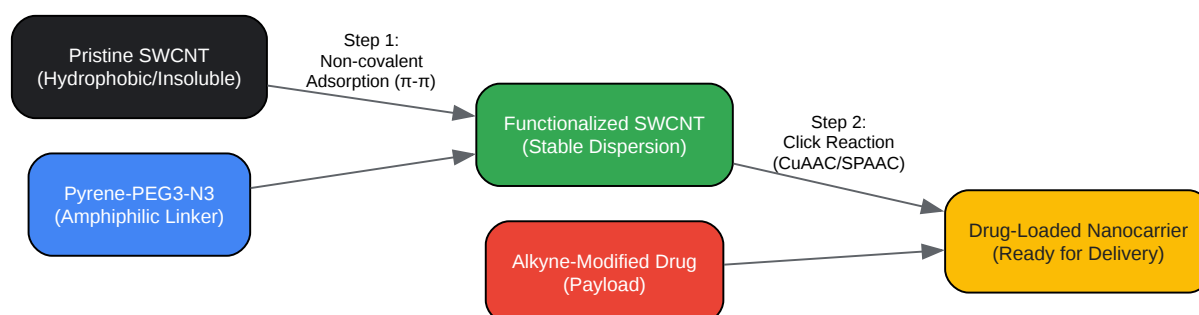 Pristine SWCNT
(Hydrophobic/Insoluble)
Step 1:
Non-covalent
Adsorption (π-π)
Pyrene-PEG3-N3
(Amphiphilic Linker)
Functionalized SWCNT
(Stable Dispersion)
Step 2:
Click Reaction
(CuAAC/SPAAC)
Alkyne-Modified Drug
(Payload)
Drug-Loaded Nanocarrier
(Ready for Delivery)